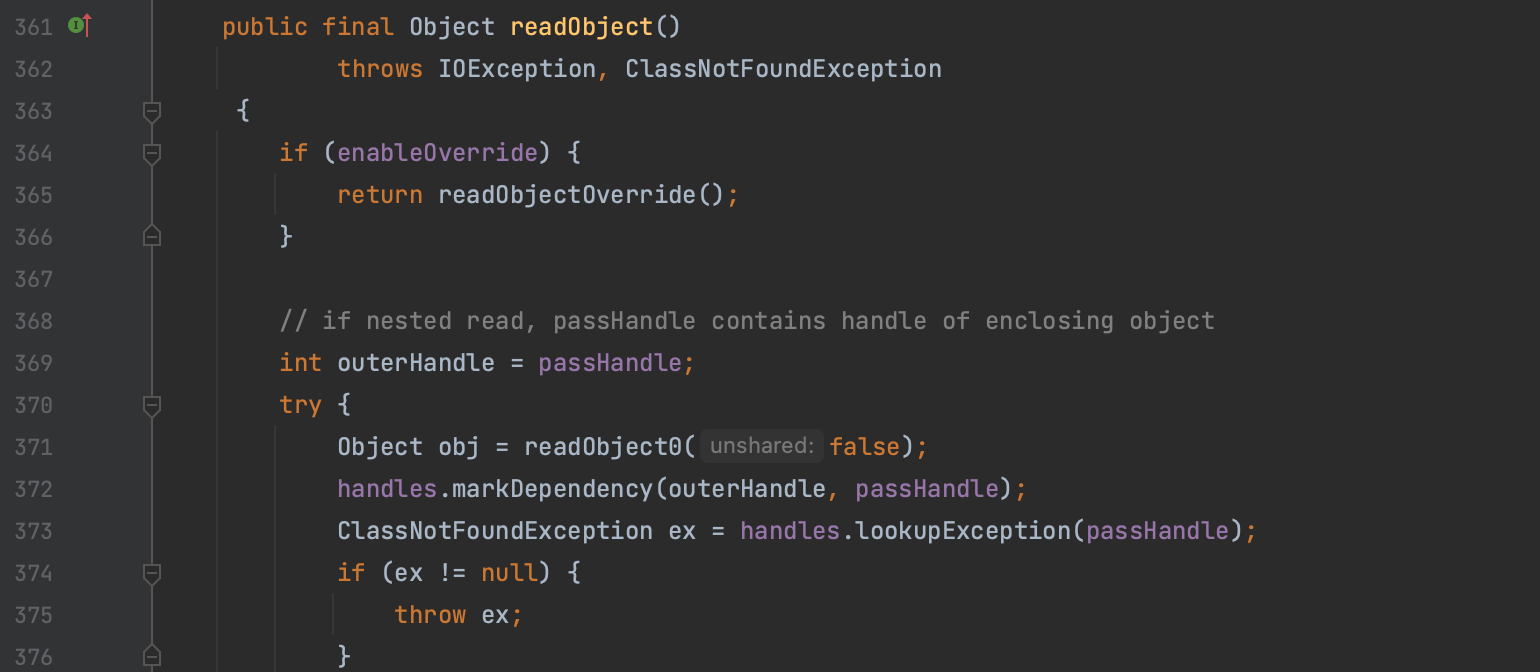 361 I public final Object readObject()
362 throws IOException, ClassNotFoundException
363 {
364 if (enableOverride) {
365 return readObjectOverride();
366 }
367
368 // if nested read, passHandle contains handle of enclosing object
369 int outerHandle = passHandle;
370 try {
371 Object obj = readObject0( unshared: false);
372 handles.markDependency(outerHandle, passHandle);
373 ClassNotFoundException ex = handles.lookupException(passHandle);
374 if (ex != null) {
375 throw ex;
376 }